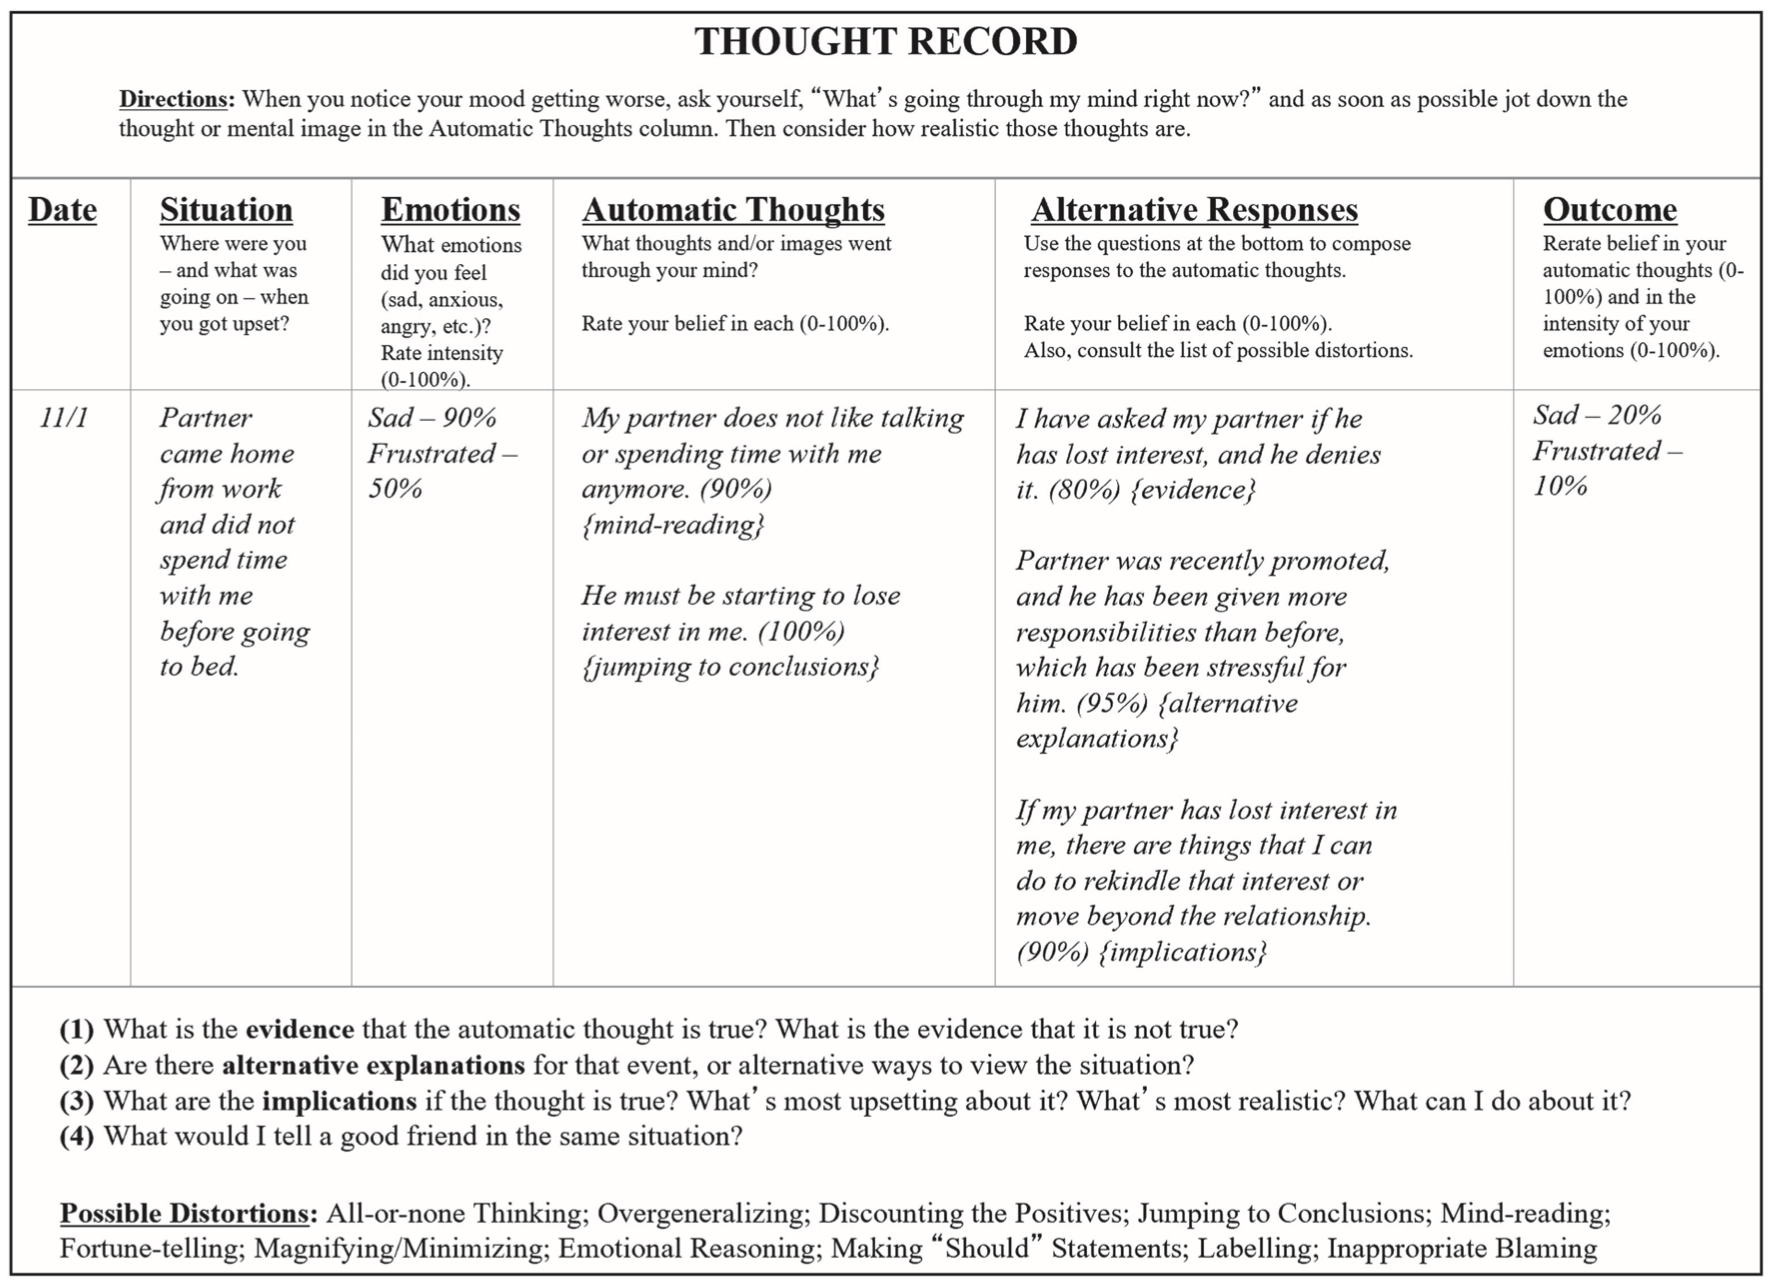 THOUGHT RECORD
Directions: When you notice your mood getting worse, ask yourself, “What’s going through my mind right now?” and as soon as possible jot down the
thought or mental image in the Automatic Thoughts column. Then consider how realistic those thoughts are.
Date
Situation
Where were you
– and what was
going on – when
you got upset?
Emotions
What emotions
did you feel
(sad, anxious,
angry, etc.)?
Rate intensity
(0-100%).
Automatic Thoughts
What thoughts and/or images went
through your mind?
Rate your belief in each (0-100%).
Alternative Responses
Use the questions at the bottom to compose
responses to the automatic thoughts.
Rate your belief in each (0-100%).
Also, consult the list of possible distortions.
Outcome
Rerate belief in your
automatic thoughts (0-
100%) and in the
intensity of your
emotions (0-100%).
11/1
Partner
came home
from work
and did not
spend time
with me
before going
to bed.
Sad – 90%
Frustrated –
50%
My partner does not like talking
or spending time with me
anymore. (90%)
{mind-reading}
He must be starting to lose
interest in me. (100%)
{jumping to conclusions}
I have asked my partner if he
has lost interest, and he denies
it. (80%) {evidence}
Partner was recently promoted,
and he has been given more
responsibilities than before,
which has been stressful for
him. (95%) {alternative
explanations}
If my partner has lost interest in
me, there are things that I can
do to rekindle that interest or
move beyond the relationship.
(90%) {implications}
Sad – 20%
Frustrated –
10%
(1) What is the evidence that the automatic thought is true? What is the evidence that it is not true?
(2) Are there alternative explanations for that event, or alternative ways to view the situation?
(3) What are the implications if the thought is true? What’s most upsetting about it? What’s most realistic? What can I do about it?
(4) What would I tell a good friend in the same situation?
Possible Distortions: All-or-none Thinking; Overgeneralizing; Discounting the Positives; Jumping to Conclusions; Mind-reading;
Fortune-telling; Magnifying/Minimizing; Emotional Reasoning; Making “Should” Statements; Labelling; Inappropriate Blaming